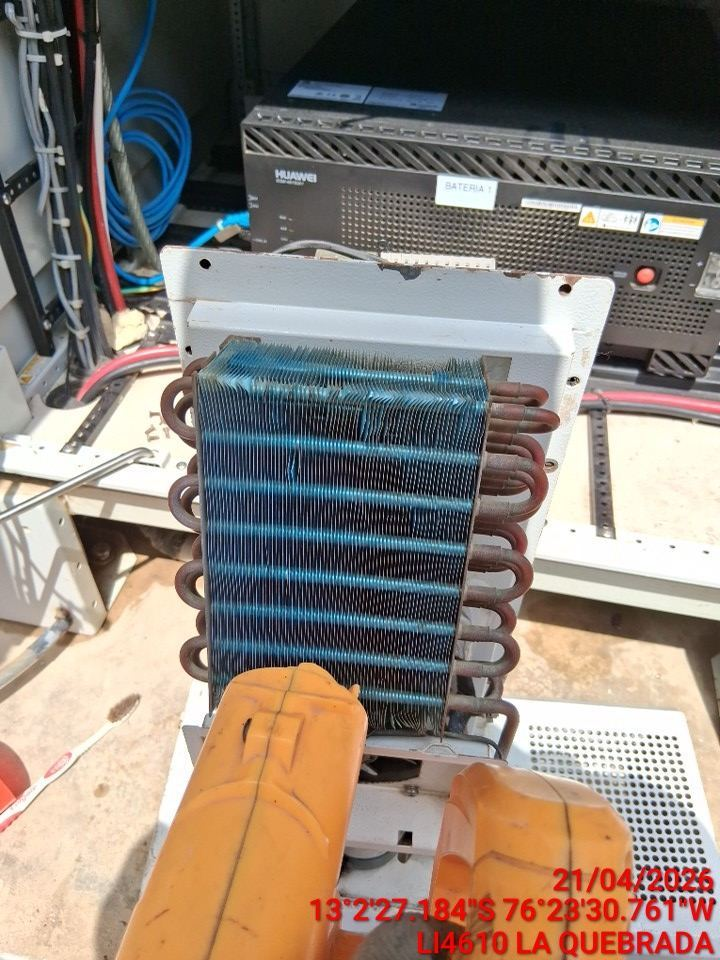 HUAWEI
BATERIA 1
21/04/2026
13°2'27.184"S 76°23'30.761"W
LI4610 LA QUEBRADA